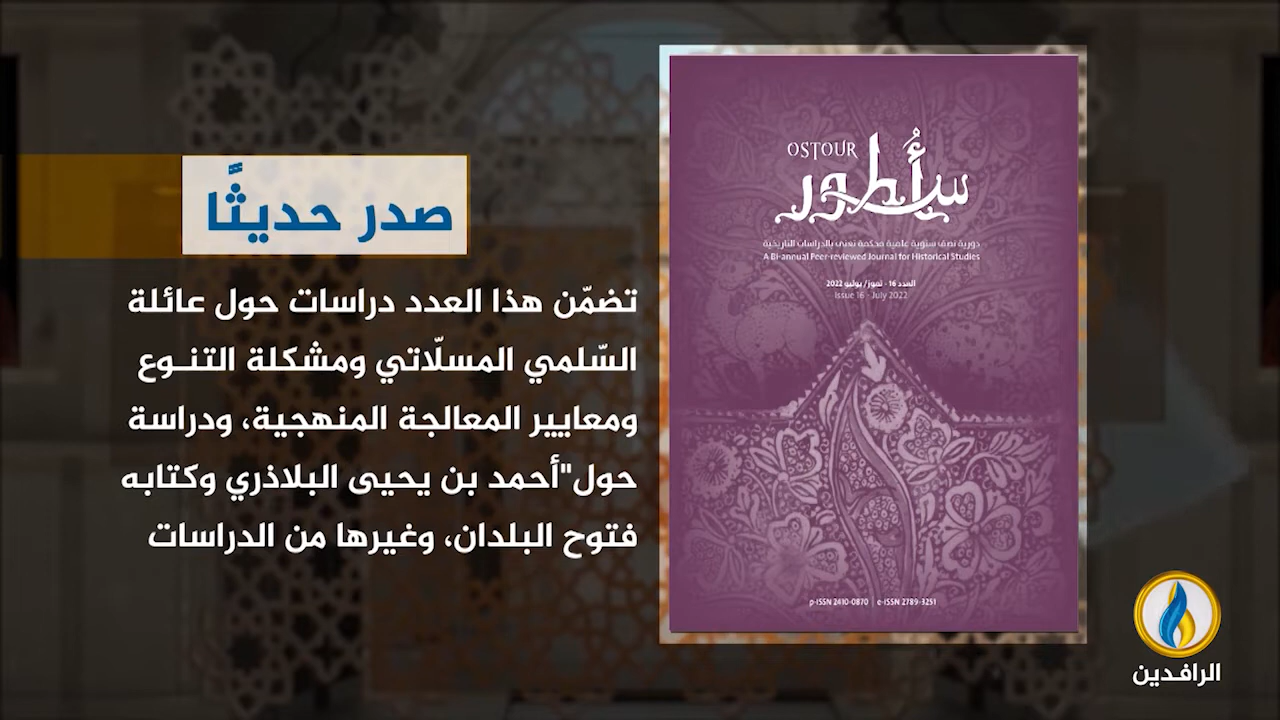 صدر حديثًا
تضمّن هذا العدد دراسات حول عائلة
السّلمي المسلّاتي ومشكلة التنـوع
ومعايير المعالجة المنهجية، ودراسة
حول"أحمد بن يحيى البلاذري وكتابه
فتوح البلدان، وغيرها من الدراسات
OSTOUR
أسطور
دورية نصف سنوية علمية محكمة تعنى بالدراسات التاريخية
A Bi-annual Peer-reviewed Journal for Historical Studies
العدد 16 - تموز/ يوليو 2022
Issue 16 - July 2022
p-ISSN 2410-0870 | e-ISSN 2789-3251
الرافدين